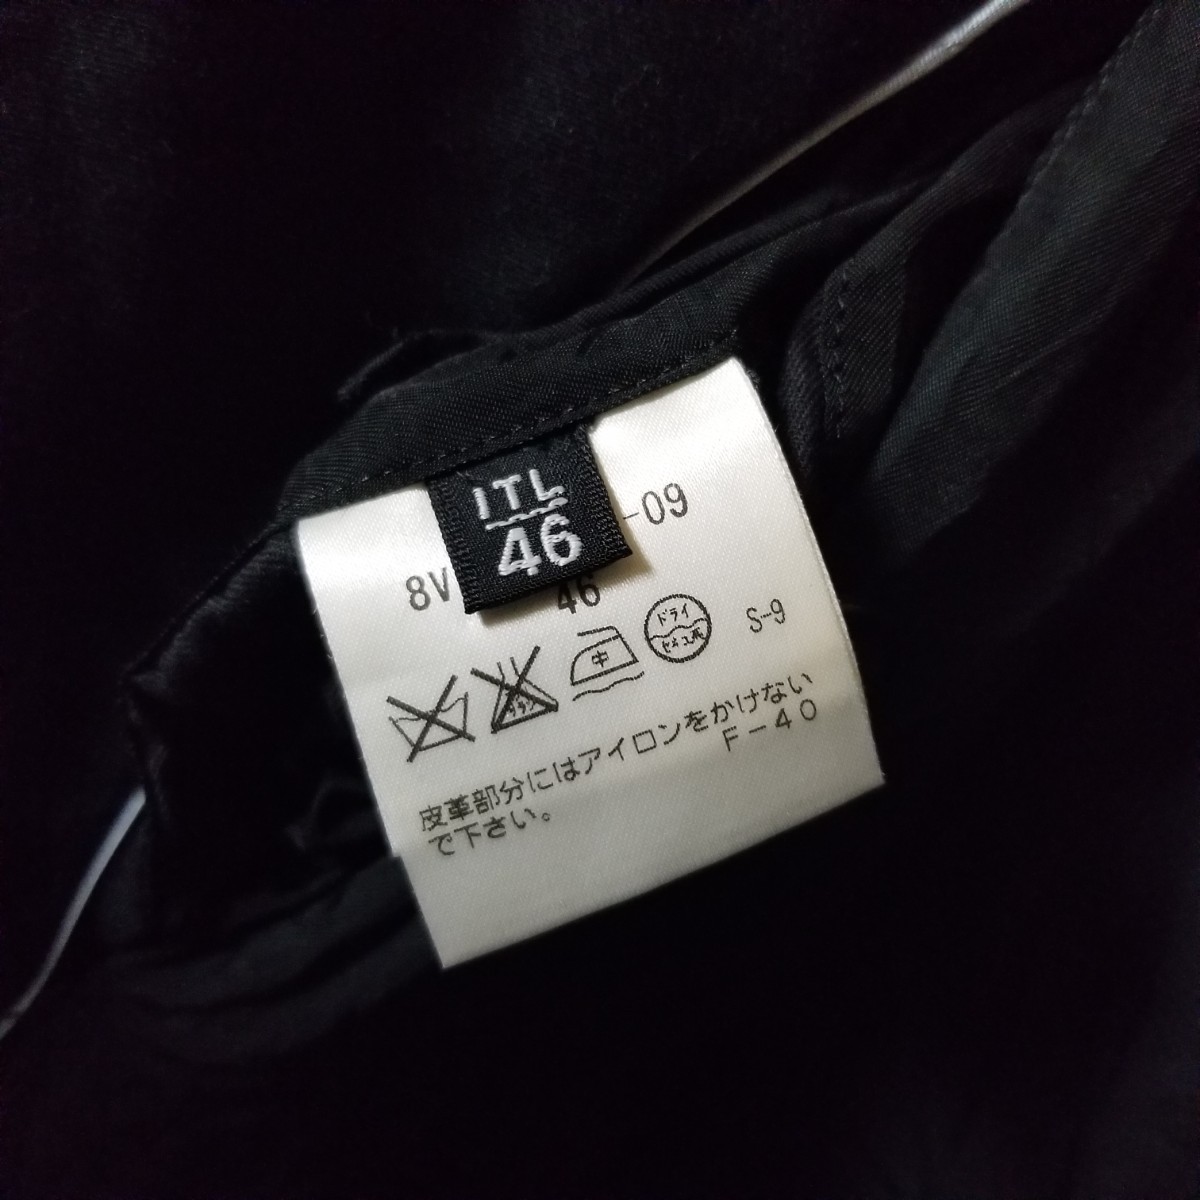 ITL
46
8V
-09
46
中
ドライ
セキユ系
S-9
皮革部分にはアイロンをかけない
で下さい。
F-40